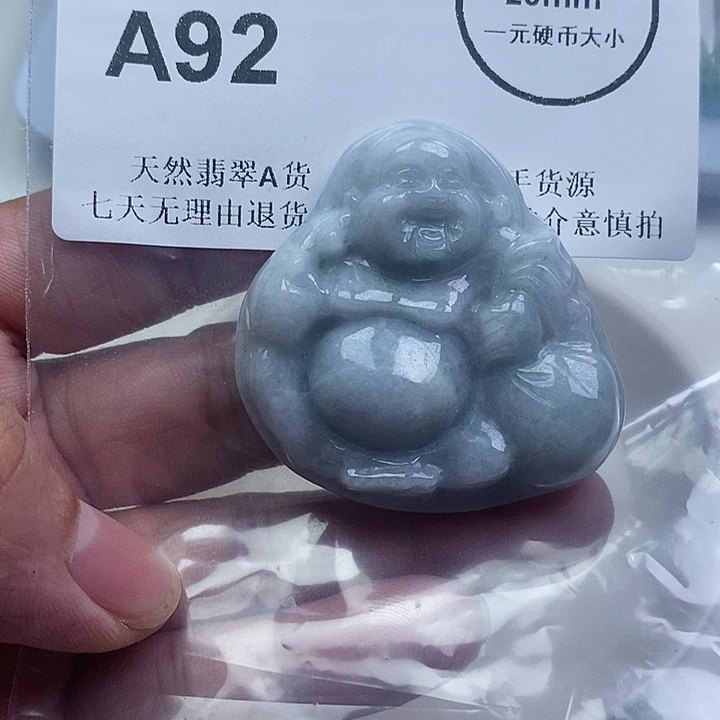 A92
一元硬币大小
天然翡翠A货
手货源
七天无理由退货
介意慎拍